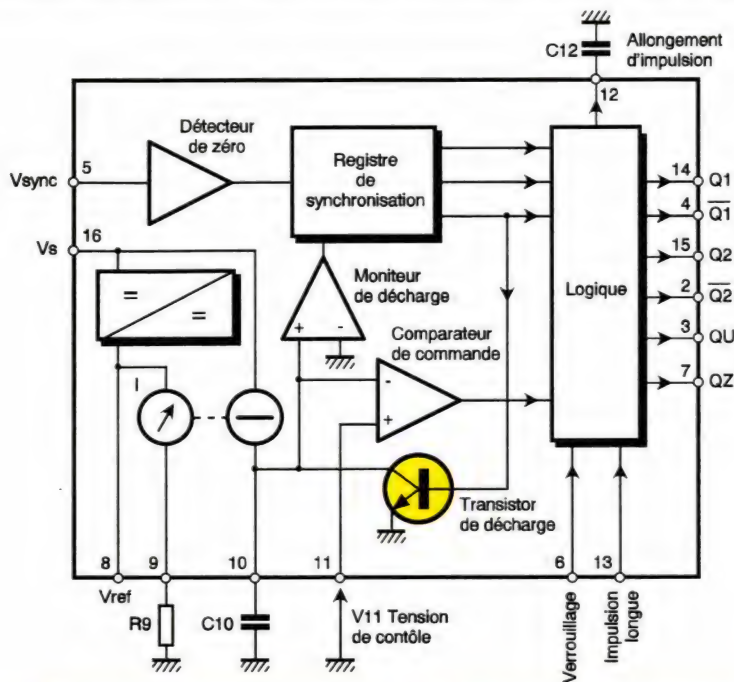 C12
Allongement
d'impulsion
12
Détecteur
de zéro
Registre
de
synchronisation
Vsync
5
14
Q1
4
Q1
Vs
16
15
Q2
Moniteur
de décharge
Logique
2
Q2
=
=
+
-
Comparateur
de commande
3
QU
I
-
7
QZ
+
Transistor
de décharge
8
9
10
11
6
13
Vref
R9
C10
V11 Tension
de contôle
Verrouillage
Impulsion
longue